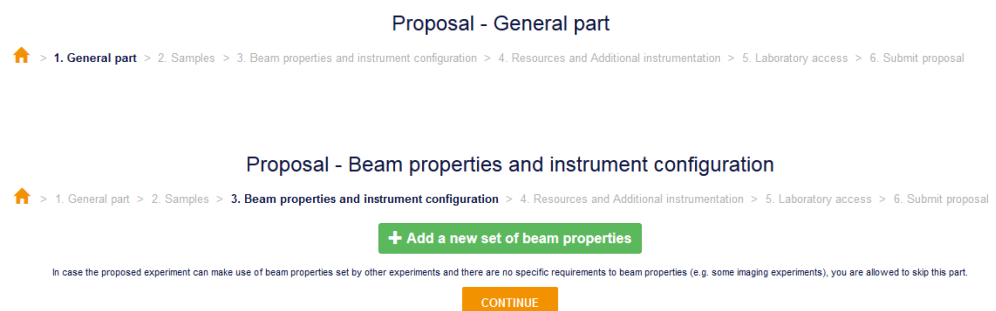 Proposal - General part
> 1. General part > 2. Samples > 3. Beam properties and instrument configuration > 4. Resources and Additional instrumentation > 5. Laboratory access > 6. Submit proposal
Proposal - Beam properties and instrument configuration
> 1. General part > 2. Samples > 3. Beam properties and instrument configuration > 4. Resources and Additional instrumentation > 5. Laboratory access > 6. Submit proposal
+ Add a new set of beam properties
In case the proposed experiment can make use of beam properties set by other experiments and there are no specific requirements to beam properties (e.g. some imaging experiments), you are allowed to skip this part.
CONTINUE